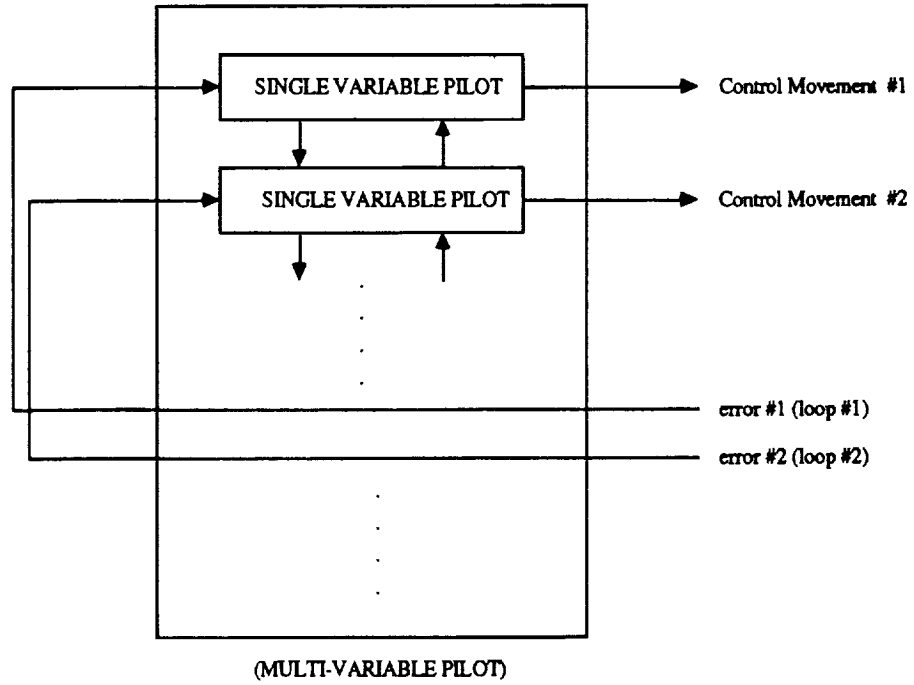 SINGLE VARIABLE PILOT
Control Movement #1
SINGLE VARIABLE PILOT
Control Movement #2
error #1 (loop #1)
error #2 (loop #2)
(MULTI-VARIABLE PILOT)